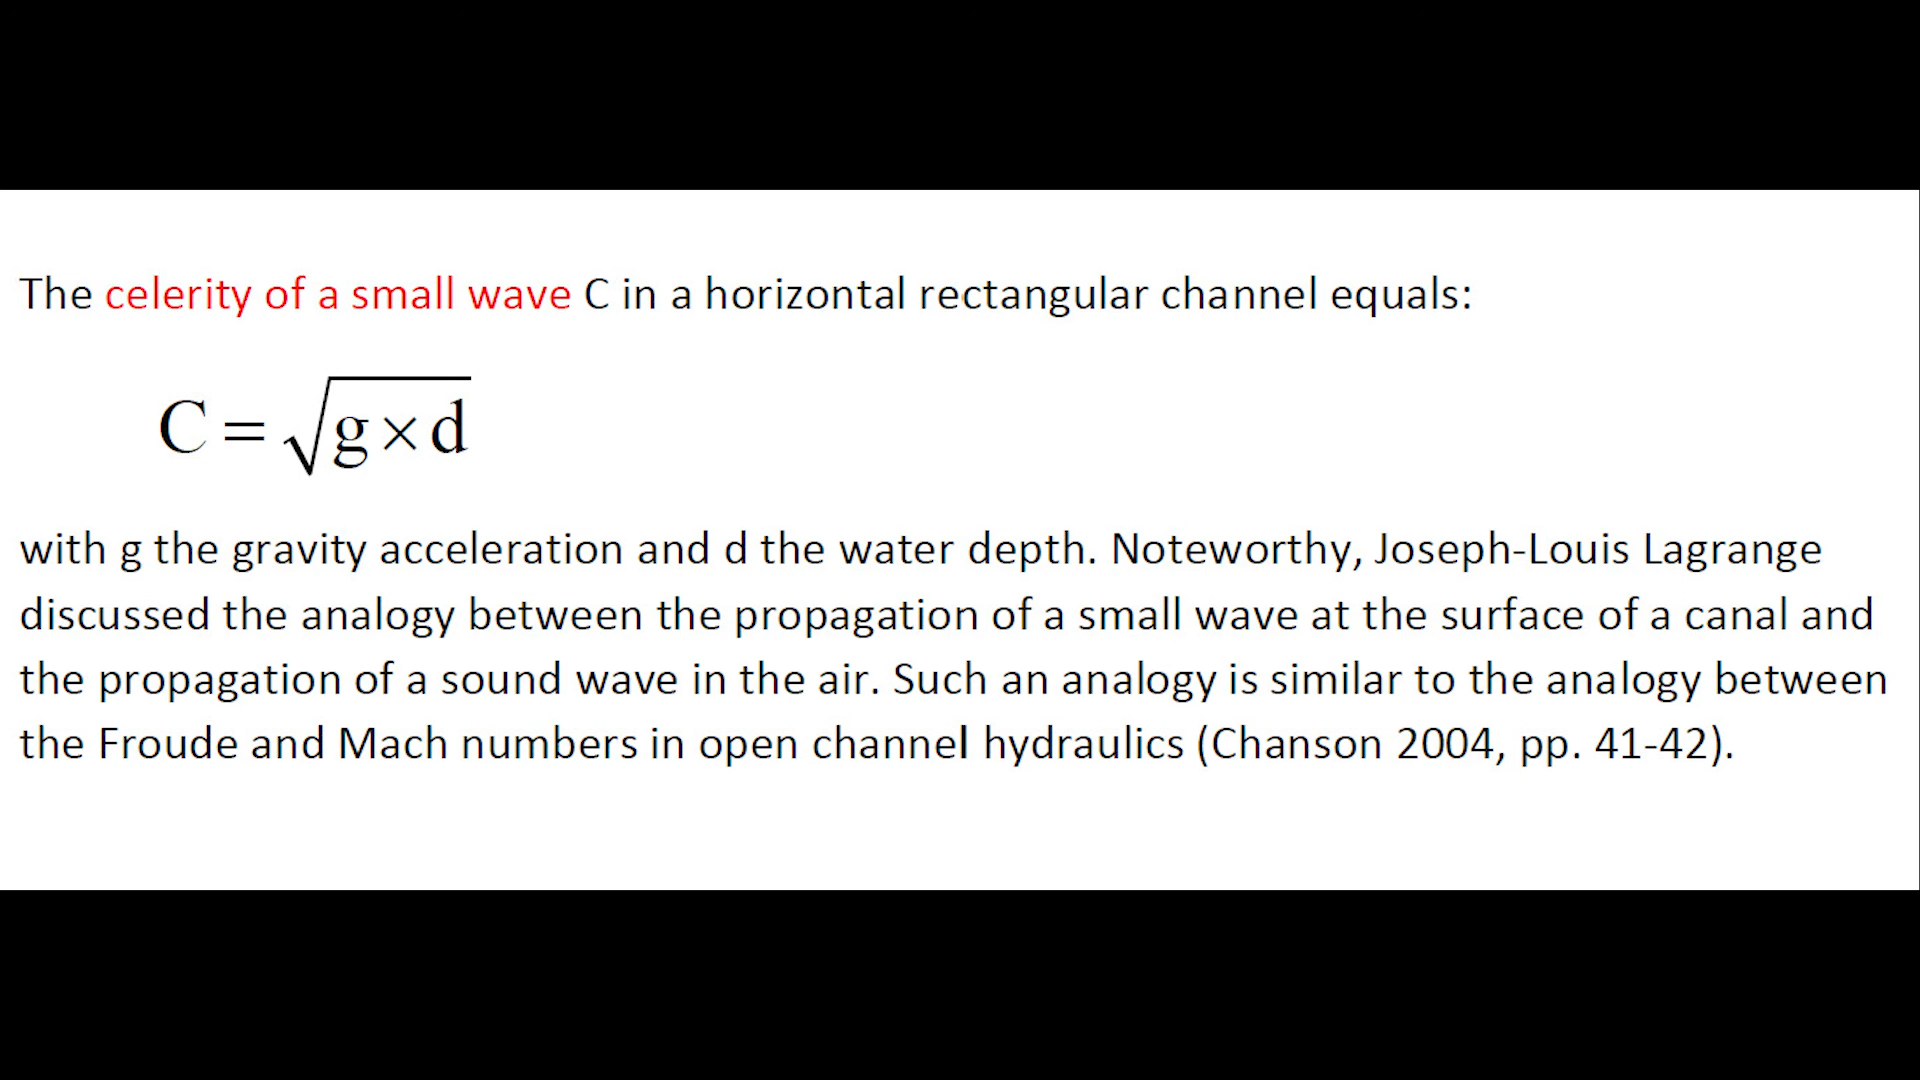 The celerity of a small wave C in a horizontal rectangular channel equals:
C = √g×d
with g the gravity acceleration and d the water depth. Noteworthy, Joseph-Louis Lagrange
discussed the analogy between the propagation of a small wave at the surface of a canal and
the propagation of a sound wave in the air. Such an analogy is similar to the analogy between
the Froude and Mach numbers in open channel hydraulics (Chanson 2004, pp. 41-42).